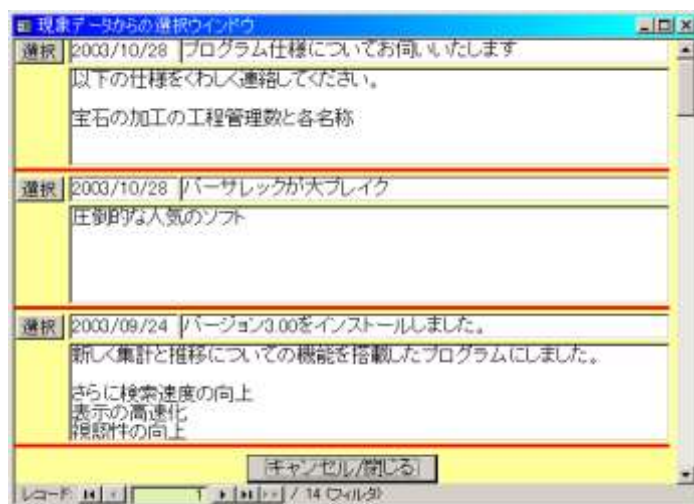 現象データからの選択ウインドウ
選択 2003/10/28 プログラム仕様についてお伺いいたします
以下の仕様をくわしく連絡してください。
宝石の加工の工程管理数と各名称
選択 2003/10/28 バーサレックが大ブレイク
圧倒的な人気のソフト
選択 2003/09/24 バージョン3.00をインストールしました。
新しく集計と推移についての機能を搭載したプログラムにしました。
さらに検索速度の向上
表示の高速化
視認性の向上
キャンセル/閉じる
レコード: 1 / 14 (フィルタ)